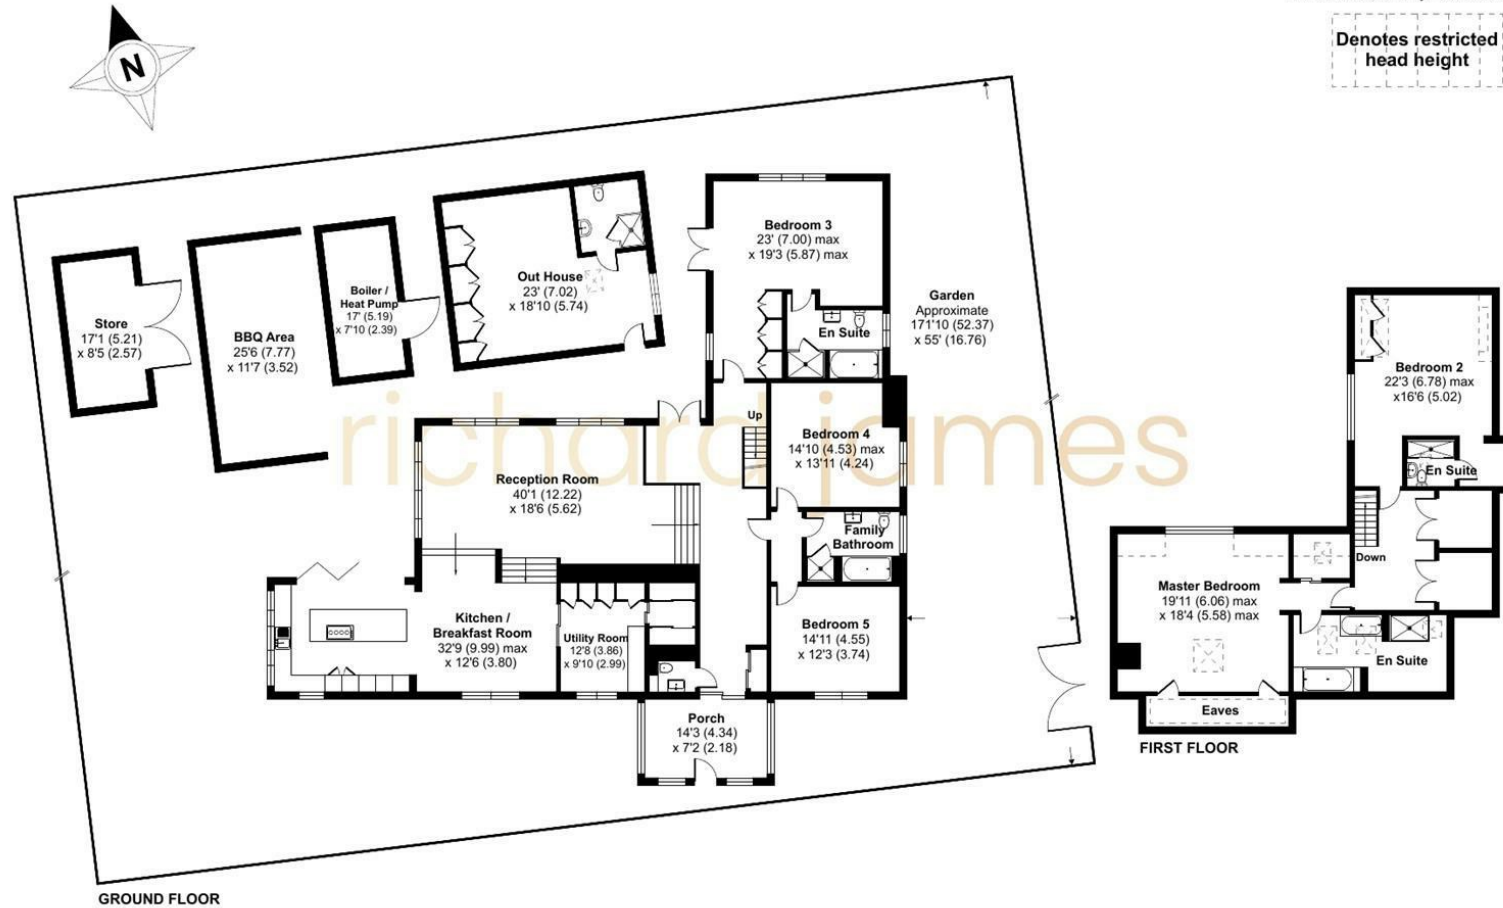 N
Denotes restricted
head height
Bedroom 3
23' (7.00) max
x 19'3 (5.87) max
Out House
23' (7.02)
x 18'10 (5.74)
Boiler /
Heat Pump
17' (5.19)
x 7'10 (2.39)
Store
17'1 (5.21)
x 8'5 (2.57)
BBQ Area
25'6 (7.77)
x 11'7 (3.52)
En Suite
Garden
Approximate
171'10 (52.37)
x 55' (16.76)
Bedroom 2
22'3 (6.78) max
x16'6 (5.02)
Up
richard james
Bedroom 4
14'10 (4.53) max
x 13'11 (4.24)
Reception Room
40'1 (12.22)
x 18'6 (5.62)
En Suite
Family
Bathroom
Down
Kitchen /
Breakfast Room
32'9 (9.99) max
x 12'6 (3.80)
Utility Room
12'8 (3.86)
x 9'10 (2.99)
Bedroom 5
14'11 (4.55)
x 12'3 (3.74)
Master Bedroom
19'11 (6.06) max
x 18'4 (5.58) max
En Suite
Eaves
Porch
14'3 (4.34)
x 7'2 (2.18)
FIRST FLOOR
GROUND FLOOR